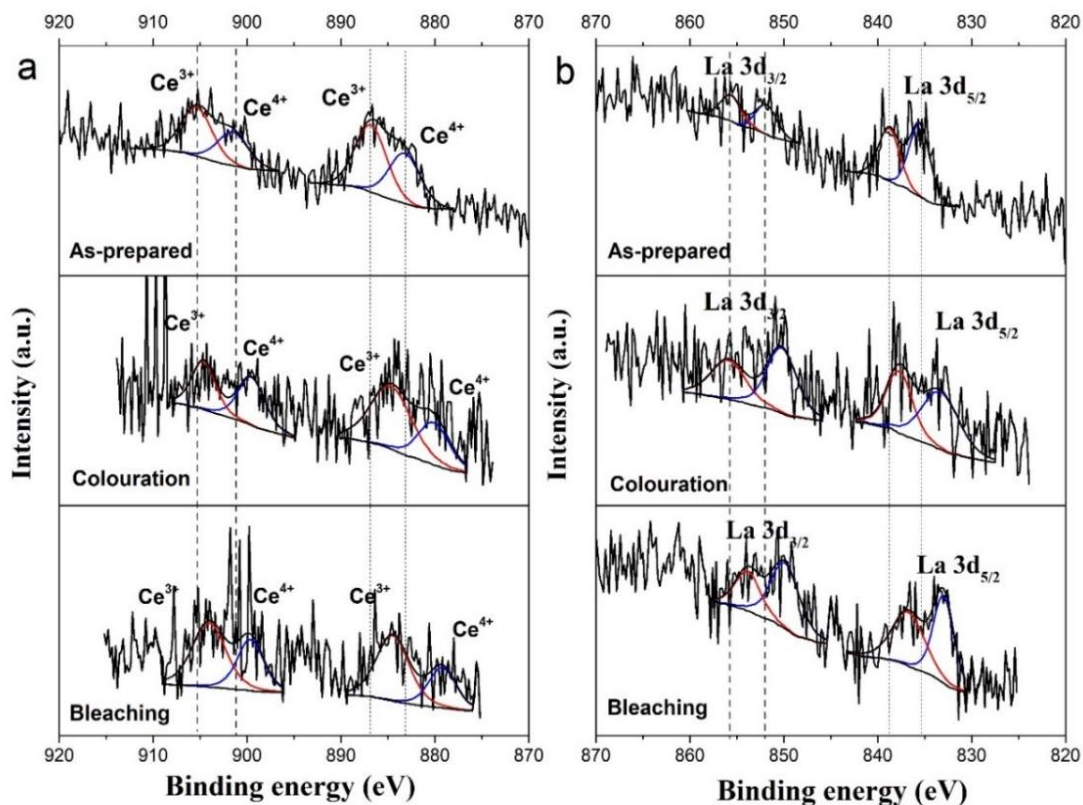 920 910 900 890 880 870
870 860 850 840 830 820
a
Ce3+
Ce4+
Ce3+
Ce4+
As-prepared
Ce3+
Ce4+
Ce3+
Ce4+
Colouration
Ce3+
Ce4+
Ce3+
Ce4+
Bleaching
Intensity (a.u.)
920 910 900 890 880 870
Binding energy (eV)
b
La 3d3/2
La 3d5/2
As-prepared
La 3d3/2
La 3d5/2
Colouration
La 3d3/2
La 3d5/2
Bleaching
Intensity (a.u.)
870 860 850 840 830 820
Binding energy (eV)